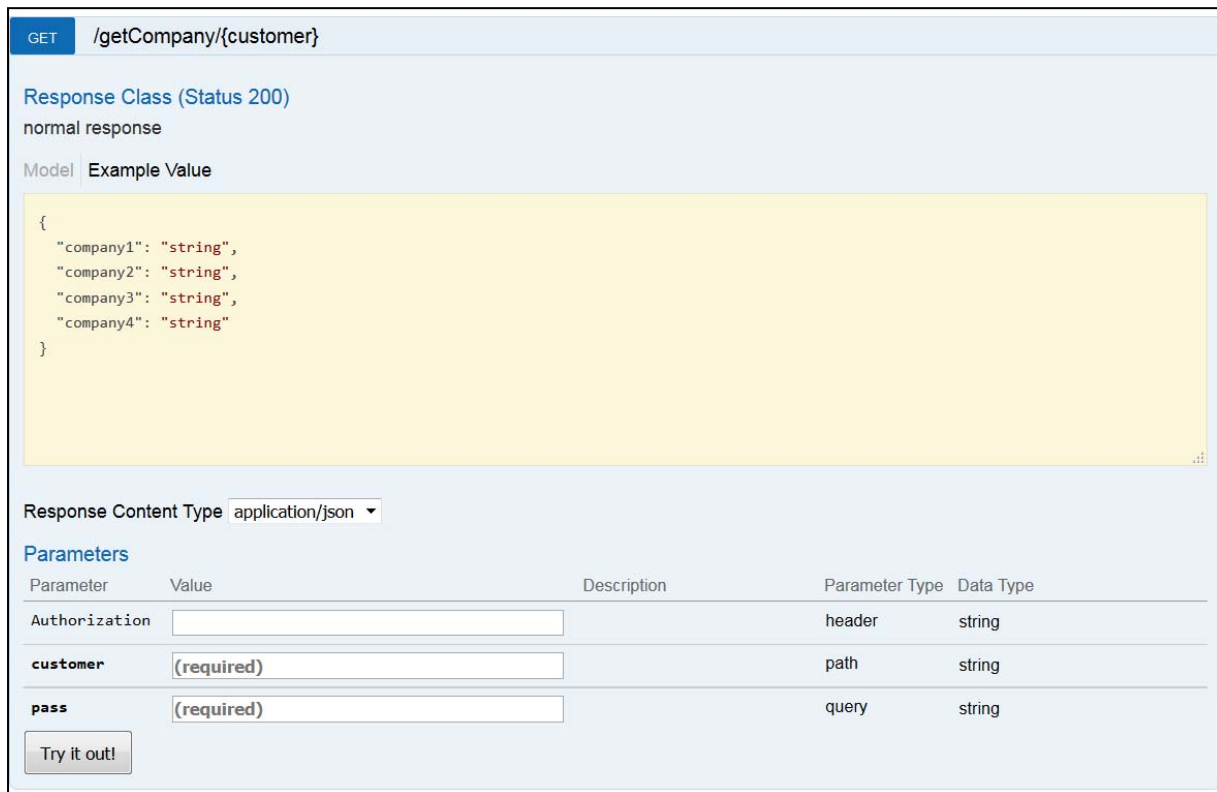 GET /getCompany/{customer}
Response Class (Status 200)
normal response
Model Example Value
{
"company1": "string",
"company2": "string",
"company3": "string",
"company4": "string"
}
Response Content Type application/json
Parameters
Parameter Value Description Parameter Type Data Type
Authorization header string
customer (required) path string
pass (required) query string
Try it out!